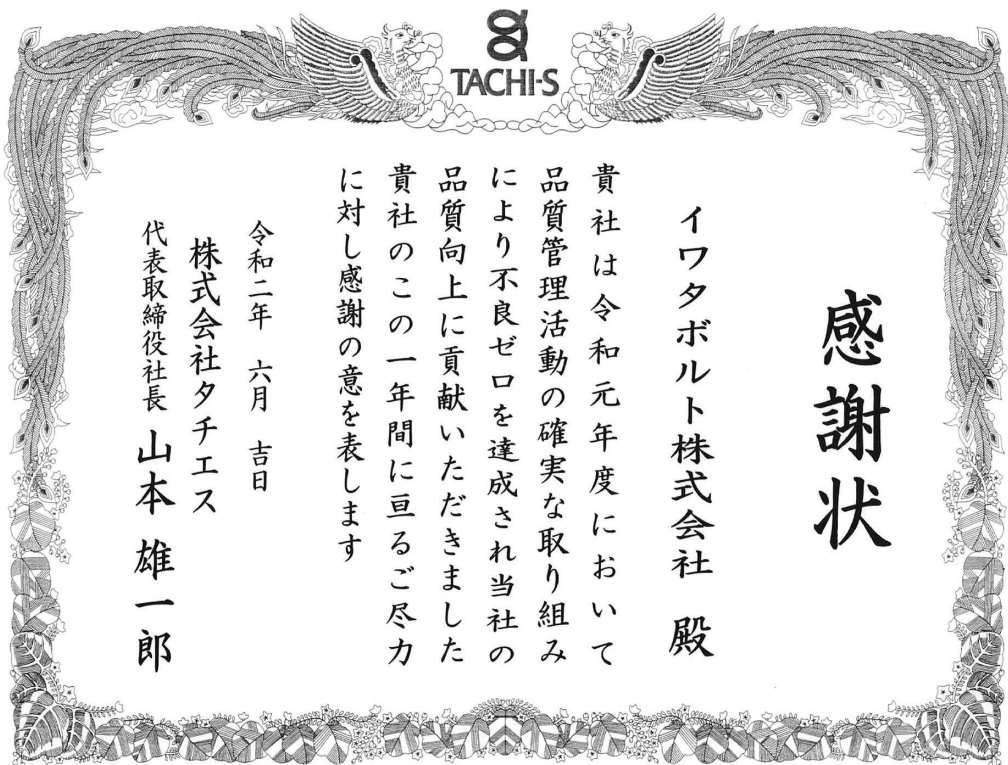 TACHI-S
感謝状
イワタボルト株式会社 殿
貴社は令和元年度において
品質管理活動の確実な取り組み
により不良ゼロを達成され当社の
品質向上に貢献いただきました
貴社のこの一年間に亘るご尽力
に対し感謝の意を表します
令和二年 六月 吉日
株式会社タチエス
代表取締役社長 山本 雄一郎